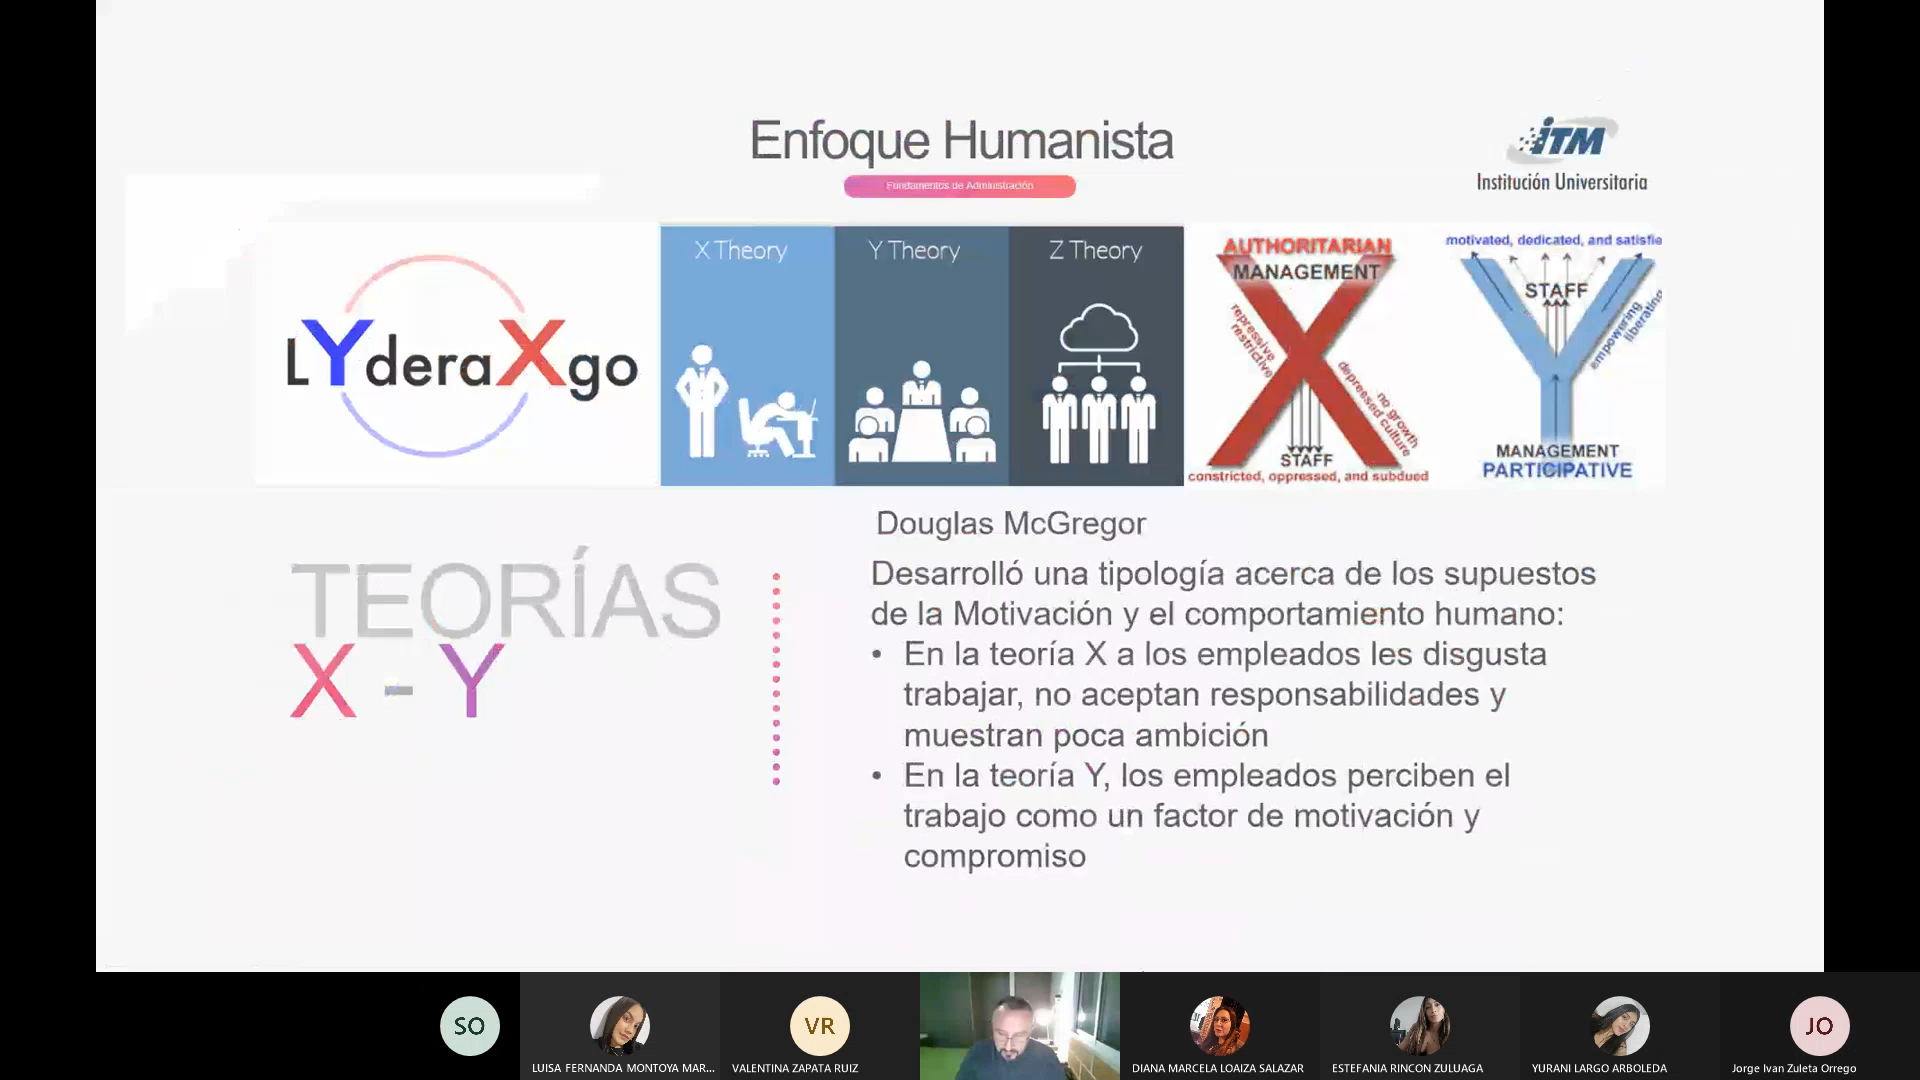 Enfoque Humanista
Fundamentos de Administración
iTM
Institución Universitaria
LYderaXgo
X Theory
Y Theory
Z Theory
AUTHORITARIAN
MANAGEMENT
repressive
restrictive
no growth
depressed culture
STAFF
constricted, oppressed, and subdued
motivated, dedicated, and satisfie
STAFF
empowering
liberating
MANAGEMENT
PARTICIPATIVE
TEORÍAS
X - Y
Douglas McGregor
Desarrolló una tipología acerca de los supuestos
de la Motivación y el comportamiento humano:
• En la teoría X a los empleados les disgusta
trabajar, no aceptan responsabilidades y
muestran poca ambición
• En la teoría Y, los empleados perciben el
trabajo como un factor de motivación y
compromiso
SO
VR
JO
LUISA FERNANDA MONTOYA MAR...
VALENTINA ZAPATA RUIZ
DIANA MARCELA LOAIZA SALAZAR
ESTEFANIA RINCON ZULUAGA
YURANI LARGO ARBOLEDA
Jorge Ivan Zuleta Orrego